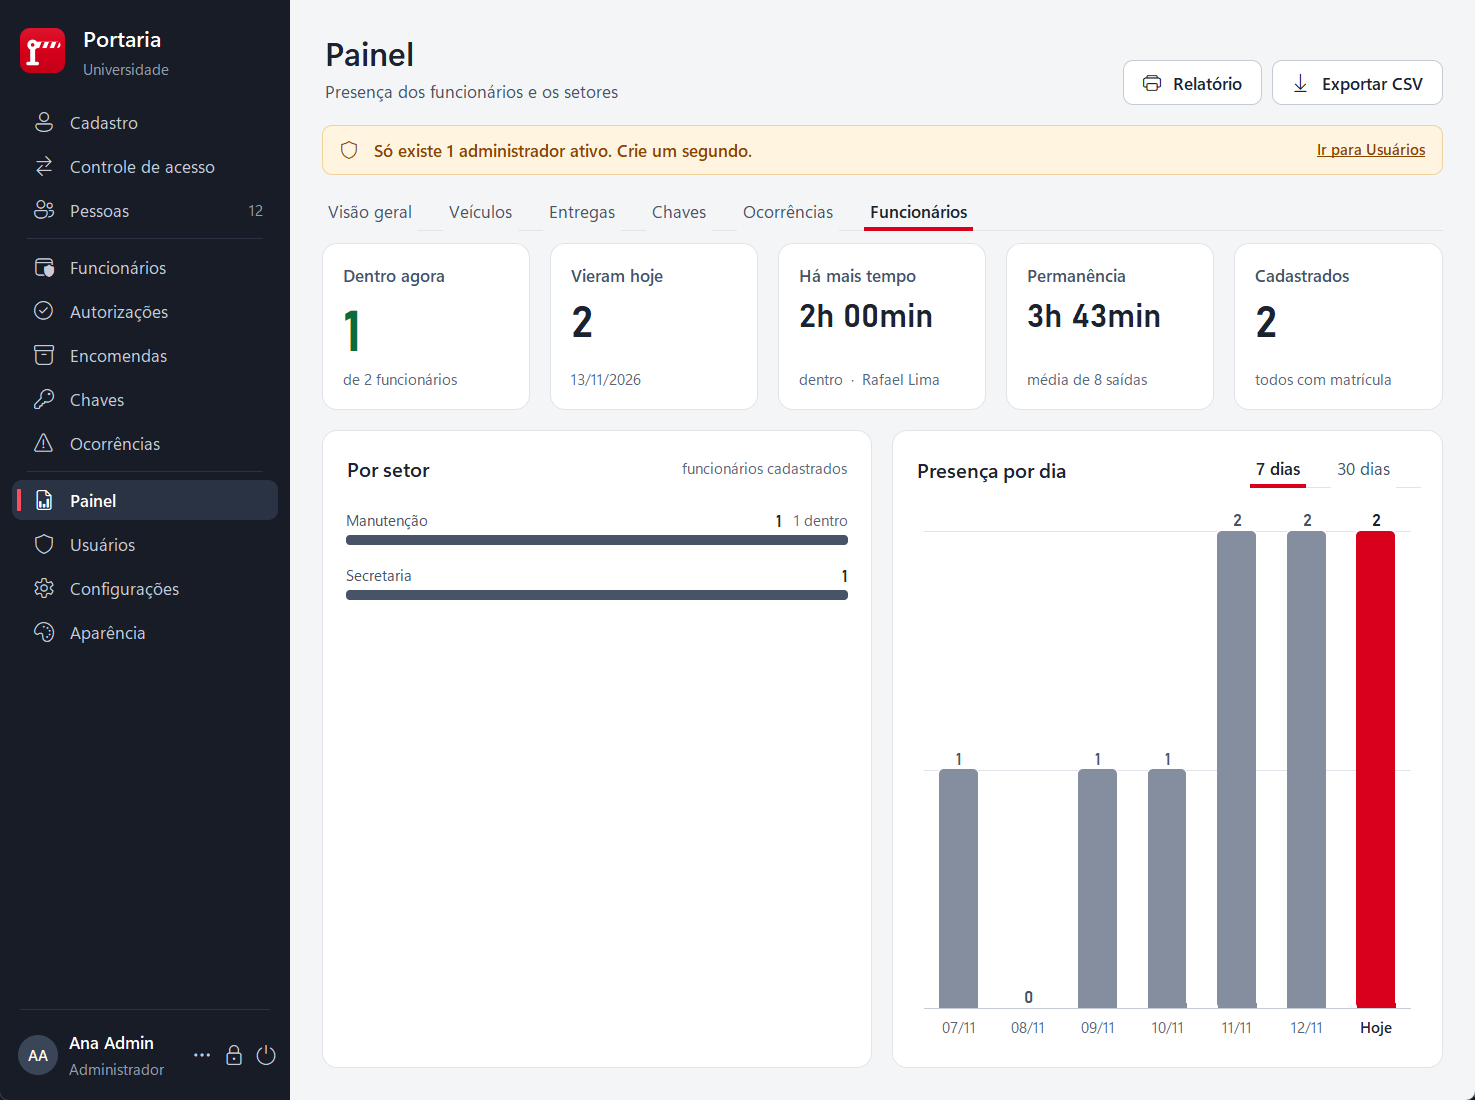 Portaria
Universidade
Cadastro
Controle de acesso
Pessoas 12
Funcionários
Autorizações
Encomendas
Chaves
Ocorrências
Painel
Usuários
Configurações
Aparência
AA
Ana Admin
Administrador
Painel
Presença dos funcionários e os setores
Relatório
Exportar CSV
Só existe 1 administrador ativo. Crie um segundo.
Ir para Usuários
Visão geral Veículos Entregas Chaves Ocorrências Funcionários
Dentro agora
1
de 2 funcionários
Vieram hoje
2
13/11/2026
Há mais tempo
2h 00min
dentro · Rafael Lima
Permanência
3h 43min
média de 8 saídas
Cadastrados
2
todos com matrícula
Por setor
funcionários cadastrados
Manutenção 1 1 dentro
Secretaria 1
Presença por dia
7 dias 30 dias
1 0 1 1 2 2 2
07/11 08/11 09/11 10/11 11/11 12/11 Hoje